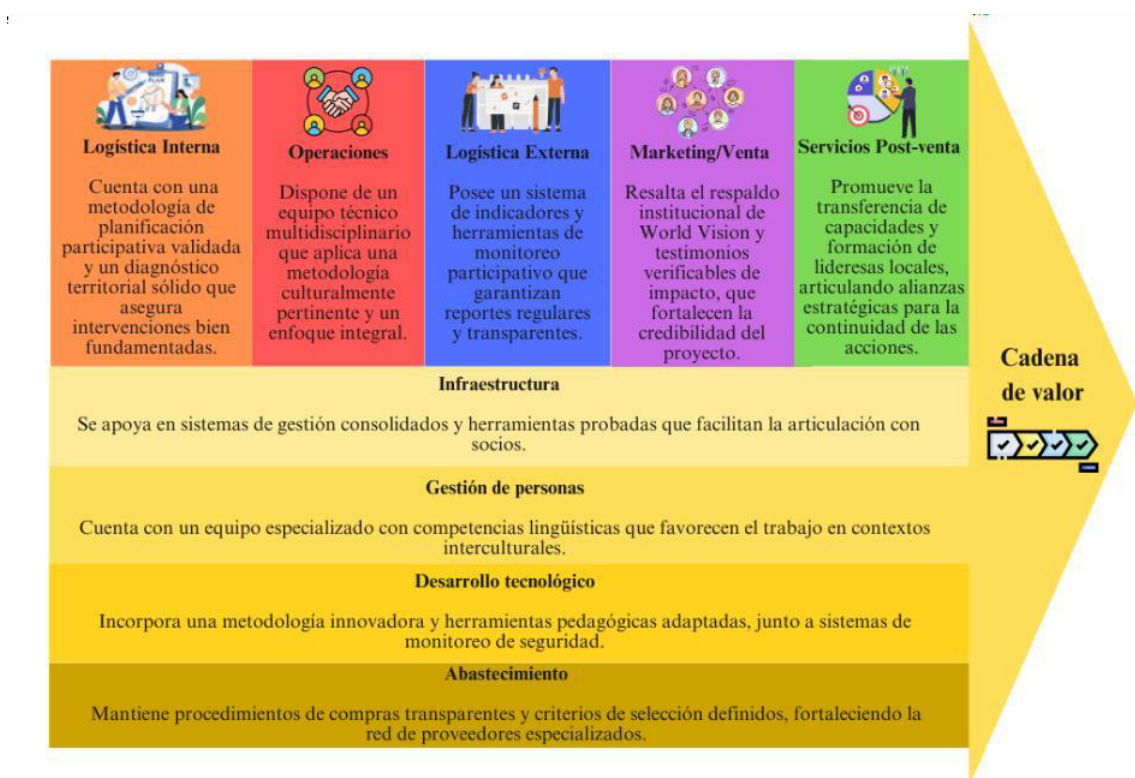 Logística Interna
Cuenta con una
metodología de
planificación
participativa validada
y un diagnóstico
territorial sólido que
asegura
intervenciones bien
fundamentadas.
Operaciones
Dispone de un
equipo técnico
multidisciplinario
que aplica una
metodología
culturalmente
pertinente y un
enfoque integral.
Logística Externa
Posee un sistema
de indicadores y
herramientas de
monitoreo
participativo que
garantizan
reportes regulares
y transparentes.
Marketing/Venta
Resalta el respaldo
institucional de
World Vision y
testimonios
verificables de
impacto, que
fortalecen la
credibilidad del
proyecto.
Servicios Post-venta
Promueve la
transferencia de
capacidades y
formación de
lideresas locales,
articulando alianzas
estratégicas para la
continuidad de las
acciones.
Infraestructura
Se apoya en sistemas de gestión consolidados y herramientas probadas que facilitan la articulación con
socios.
Gestión de personas
Cuenta con un equipo especializado con competencias lingüísticas que favorecen el trabajo en contextos
interculturales.
Desarrollo tecnológico
Incorpora una metodología innovadora y herramientas pedagógicas adaptadas, junto a sistemas de
monitoreo de seguridad.
Abastecimiento
Mantiene procedimientos de compras transparentes y criterios de selección definidos, fortaleciendo la
red de proveedores especializados.
Cadena
de valor